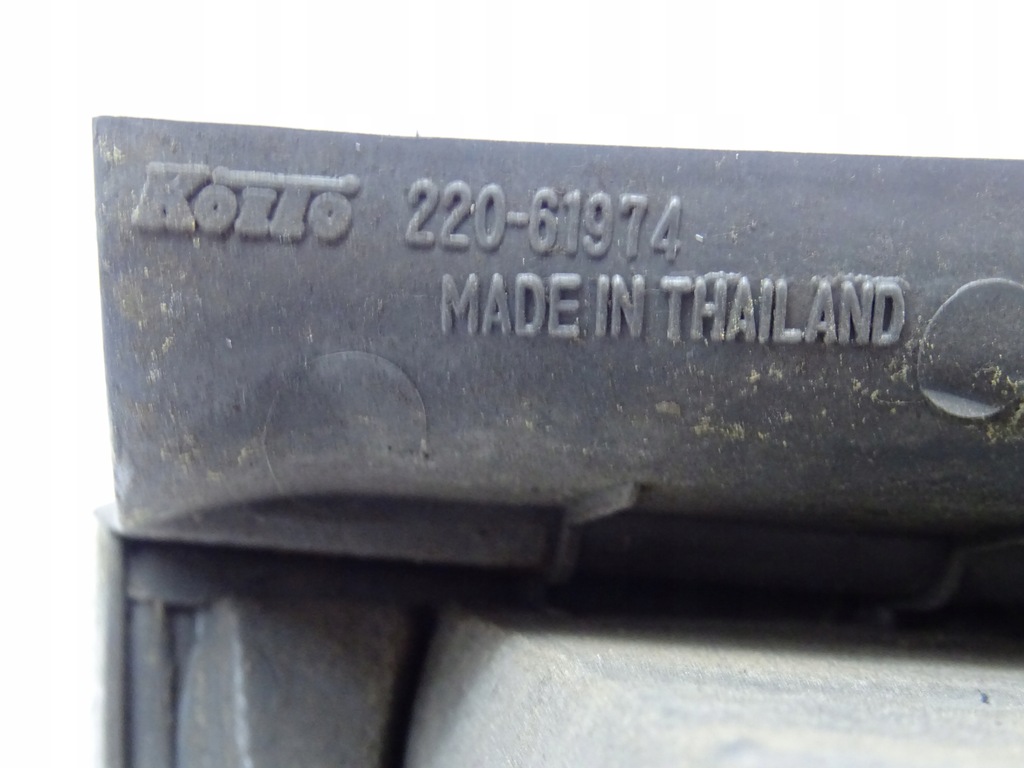 KOITO 220-61974
MADE IN THAILAND